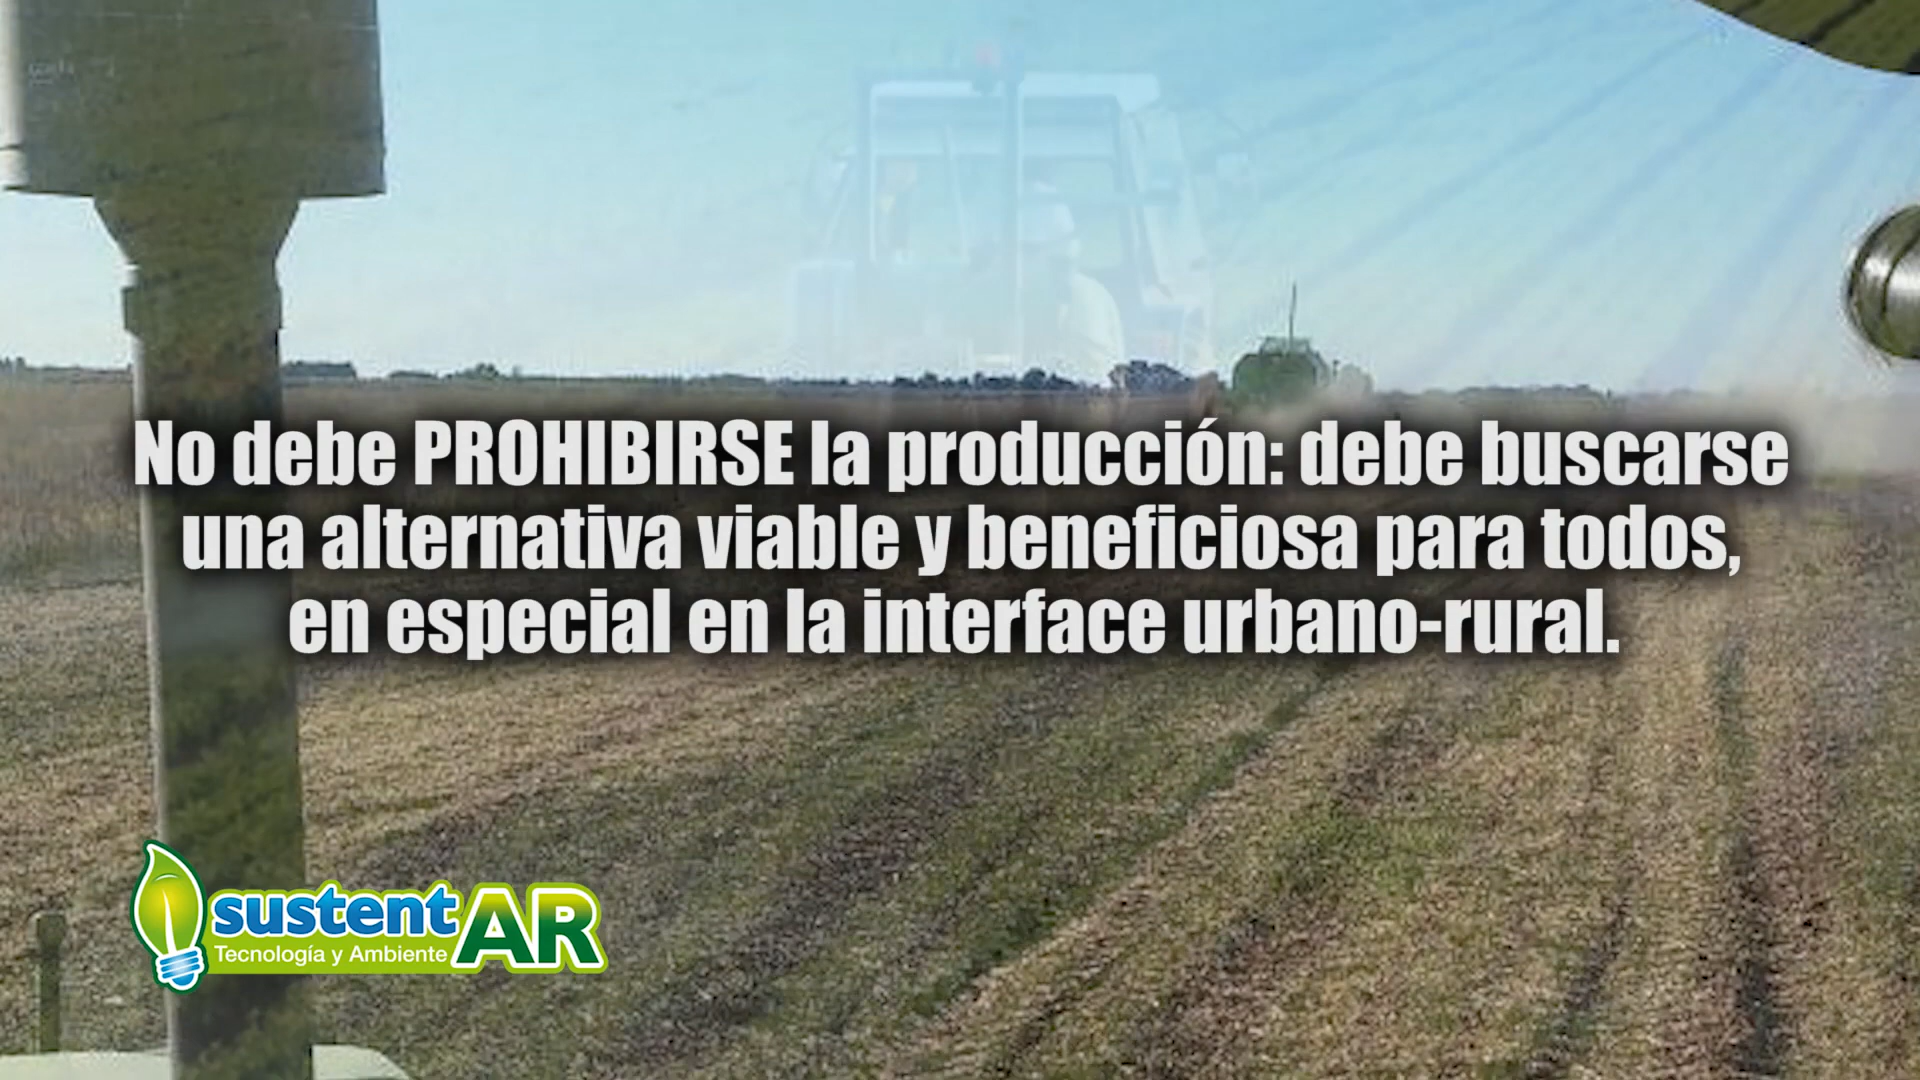 No debe PROHIBIRSE la producción: debe buscarse
una alternativa viable y beneficiosa para todos,
en especial en la interface urbano-rural.
sustentAR
Tecnología y Ambiente